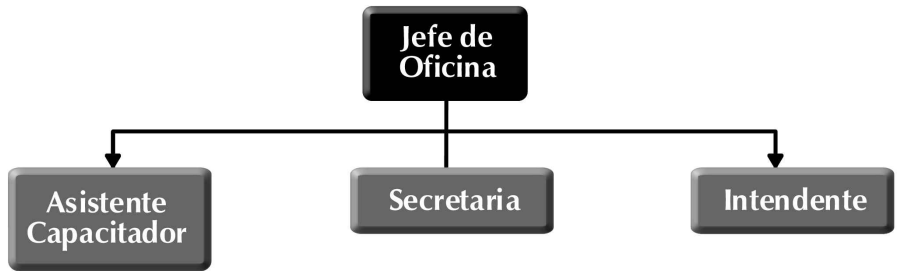 Jefe de
Oficina
Asistente
Capacitador
Secretaria
Intendente